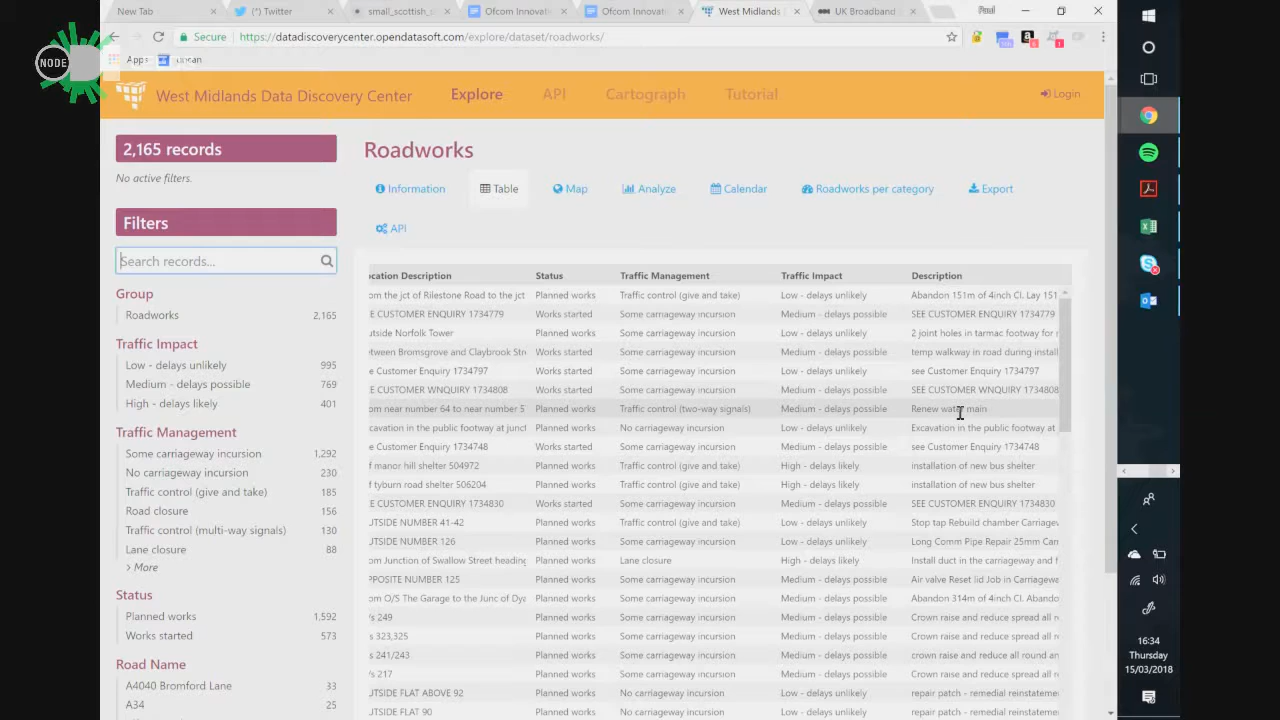 New Tab
(*) Twitter
small_scottish_s
Ofcom Innovati
Ofcom Innovati
West Midlands
UK Broadband
Paul
Secure
https://datadiscoverycenter.opendatasoft.com/explore/dataset/roadworks/
Apps
NODE
West Midlands Data Discovery Center
Explore
API
Cartograph
Tutorial
Login
2,165 records
No active filters.
Filters
Search records...
Group
Roadworks 2,165
Traffic Impact
Low - delays unlikely 995
Medium - delays possible 769
High - delays likely 401
Traffic Management
Some carriageway incursion 1,292
No carriageway incursion 230
Traffic control (give and take) 185
Road closure 156
Traffic control (multi-way signals) 130
Lane closure 88
> More
Status
Planned works 1,592
Works started 573
Road Name
A4040 Bromford Lane 33
A34 25
Roadworks
Information
Table
Map
Analyze
Calendar
Roadworks per category
Export
API
ocation Description Status Traffic Management Traffic Impact Description
om the jct of Rilestone Road to the jct Planned works Traffic control (give and take) Low - delays unlikely Abandon 151m of 4inch CI. Lay 151
EE CUSTOMER ENQUIRY 1734779 Works started Some carriageway incursion Medium - delays possible SEE CUSTOMER ENQUIRY 1734779
utside Norfolk Tower Planned works Some carriageway incursion Low - delays unlikely 2 joint holes in tarmac footway for
etween Bromsgrove and Claybrook Str Works started Some carriageway incursion Medium - delays possible temp walkway in road during install
e Customer Enquiry 1734797 Works started Some carriageway incursion Low - delays unlikely see Customer Enquiry 1734797
EE CUSTOMER WNQUIRY 1734808 Works started Some carriageway incursion Medium - delays possible SEE CUSTOMER WNQUIRY 1734808
om near number 64 to near number 5 Planned works Traffic control (two-way signals) Medium - delays possible Renew water main
cavation in the public footway at junct Planned works No carriageway incursion Low - delays unlikely Excavation in the public footway at
e Customer Enquiry 1734748 Works started Some carriageway incursion Medium - delays possible see Customer Enquiry 1734748
f manor hill shelter 504972 Planned works Traffic control (give and take) High - delays likely installation of new bus shelter
f tyburn road shelter 506204 Planned works Traffic control (give and take) High - delays likely installation of new bus shelter
EE CUSTOMER ENQUIRY 1734830 Works started Some carriageway incursion Medium - delays possible SEE CUSTOMER ENQUIRY 1734830
UTSIDE NUMBER 41-42 Planned works Traffic control (give and take) Low - delays unlikely Stop tap Rebuild chamber Carriagew
UTSIDE NUMBER 126 Planned works Some carriageway incursion Low - delays unlikely Long Comm Pipe Repair 25mm Carr
om Junction of Swallow Street heading Planned works Lane closure High - delays likely Install duct in the carriageway and f
PPOSITE NUMBER 125 Planned works Some carriageway incursion Medium - delays possible Air valve Reset lid Job in Carriagewa
om O/S The Garage to the Junc of Dya Planned works Some carriageway incursion Medium - delays possible Abandon 314m of 4inch CI. Abando
s 249 Planned works Some carriageway incursion Medium - delays possible Crown raise and reduce spread all r
s 323,325 Planned works Some carriageway incursion Medium - delays possible Crown raise and reduce spread all r
s 241/243 Planned works Some carriageway incursion Medium - delays possible crown raise and reduce all round an
s 217 Planned works Some carriageway incursion Medium - delays possible Crown raise and reduce spread all r
UTSIDE FLAT ABOVE 92 Planned works No carriageway incursion Low - delays unlikely repair patch - remedial reinstateme
UTSIDE FLAT 90 Planned works No carriageway incursion Low - delays unlikely repair patch - remedial reinstateme
16:34
Thursday
15/03/2018